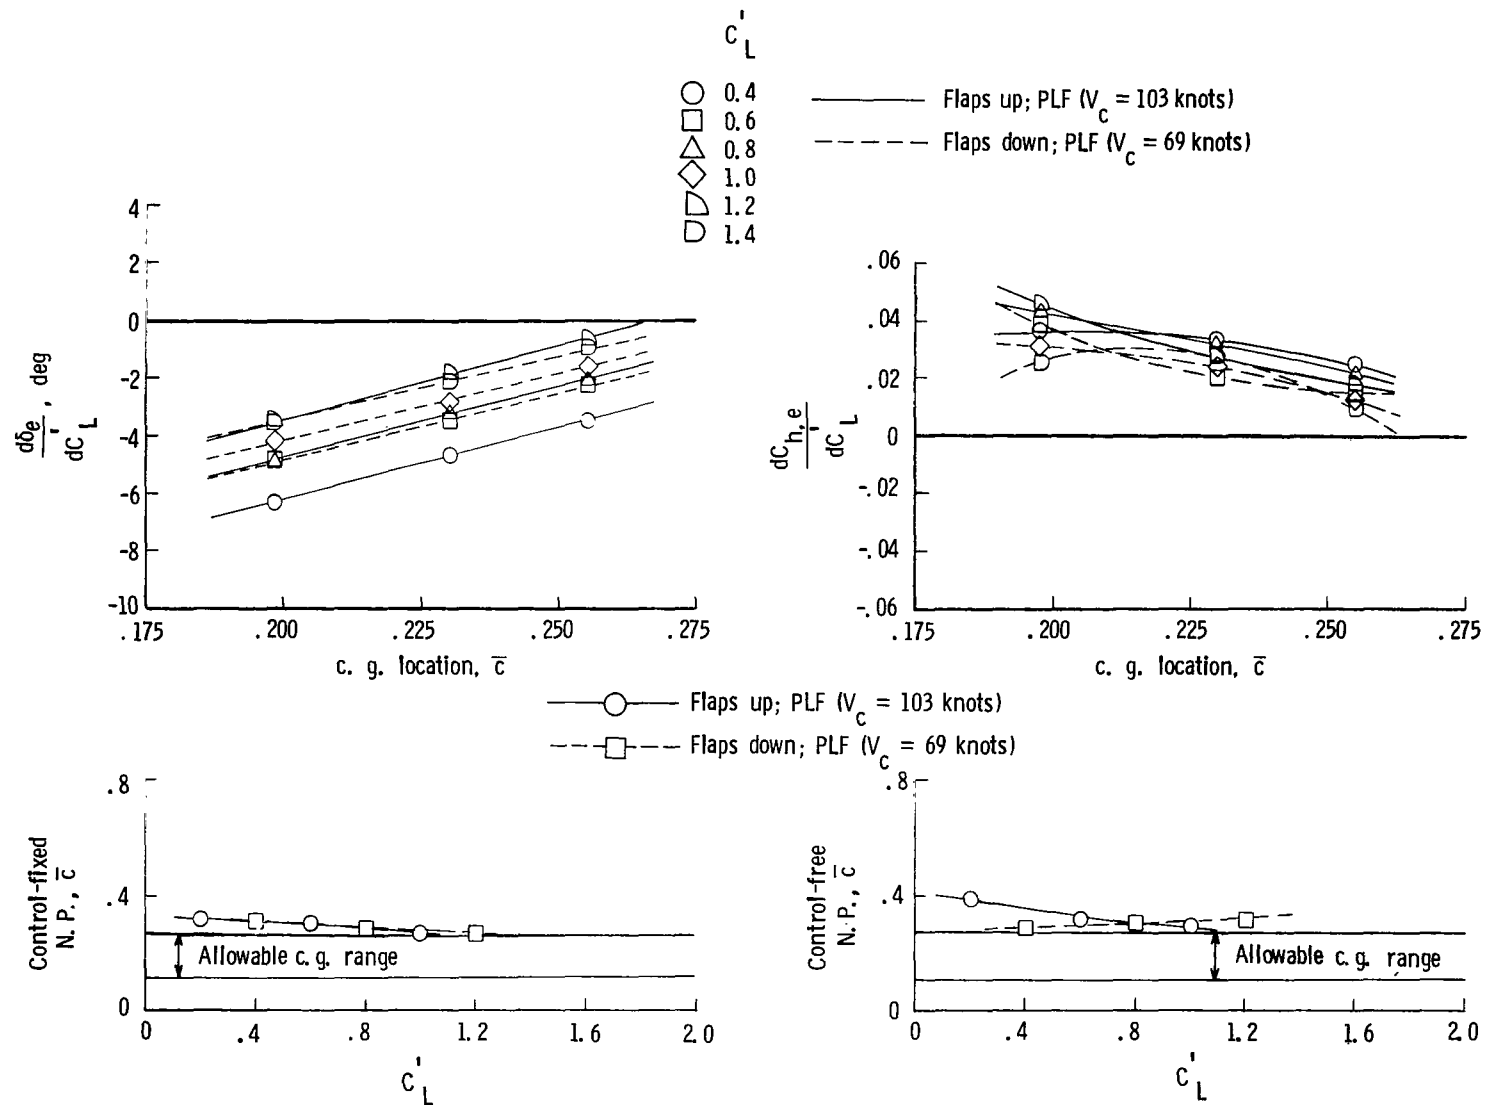 C'L
0.4
0.6
0.8
1.0
1.2
1.4
Flaps up; PLF (Vc = 103 knots)
Flaps down; PLF (Vc = 69 knots)
4
2
0
-2
-4
-6
-8
-10
dδe/dC'L, deg
.175 .200 .225 .250 .275
c. g. location, c̅
.06
.04
.02
0
-.02
-.04
-.06
dCh,e/dC'L
.175 .200 .225 .250 .275
c. g. location, c̅
Flaps up; PLF (Vc = 103 knots)
Flaps down; PLF (Vc = 69 knots)
.8
.4
0
Control-fixed
N. P., c̅
Allowable c. g. range
0 .4 .8 1.2 1.6 2.0
C'L
.8
.4
0
Control-free
N. P., c̅
Allowable c. g. range
0 .4 .8 1.2 1.6 2.0
C'L